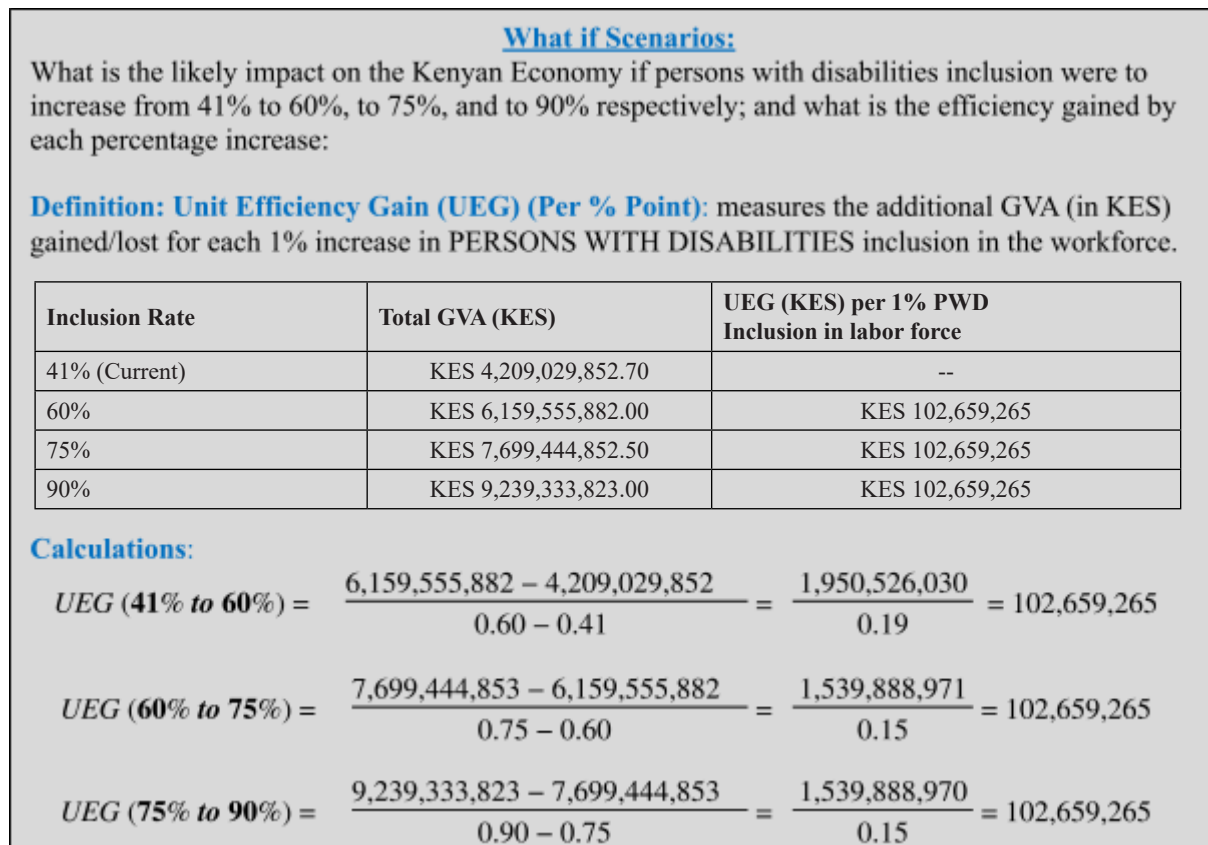 What if Scenarios:
What is the likely impact on the Kenyan Economy if persons with disabilities inclusion were to
increase from 41% to 60%, to 75%, and to 90% respectively; and what is the efficiency gained by
each percentage increase:
Definition: Unit Efficiency Gain (UEG) (Per % Point): measures the additional GVA (in KES)
gained/lost for each 1% increase in PERSONS WITH DISABILITIES inclusion in the workforce.
Inclusion Rate Total GVA (KES) UEG (KES) per 1% PWD
Inclusion in labor force
41% (Current) KES 4,209,029,852.70 --
60% KES 6,159,555,882.00 KES 102,659,265
75% KES 7,699,444,852.50 KES 102,659,265
90% KES 9,239,333,823.00 KES 102,659,265
Calculations:
UEG (41% to 60%) = 6,159,555,882 – 4,209,029,852 / 0.60 – 0.41 = 1,950,526,030 / 0.19 = 102,659,265
UEG (60% to 75%) = 7,699,444,853 – 6,159,555,882 / 0.75 – 0.60 = 1,539,888,971 / 0.15 = 102,659,265
UEG (75% to 90%) = 9,239,333,823 – 7,699,444,853 / 0.90 – 0.75 = 1,539,888,970 / 0.15 = 102,659,265